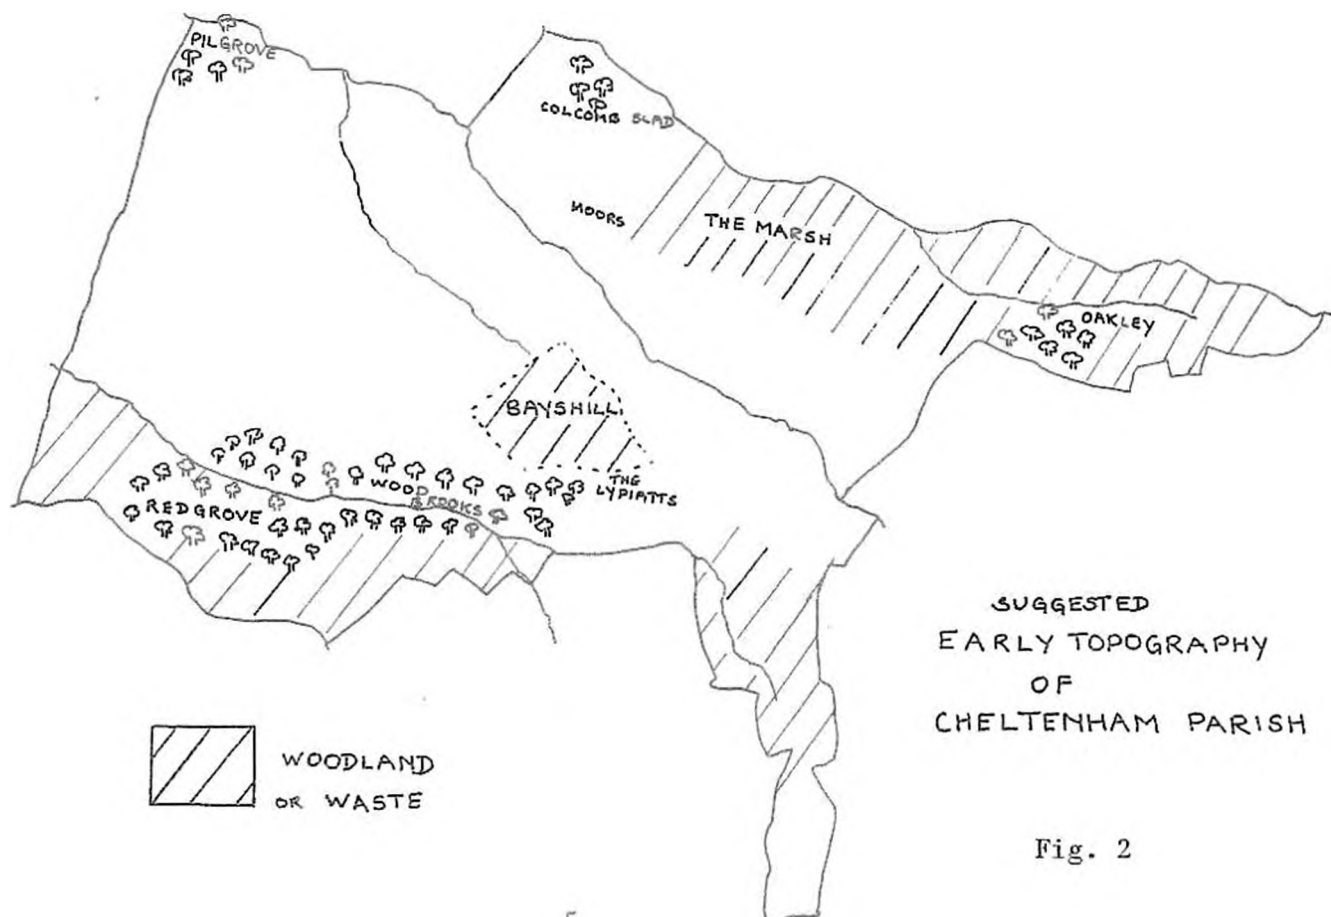 PILGROVE
COLCOMB SLAD
MOORS
THE MARSH
OAKLEY
BAYSHILL
THE
LYPIATTS
WOOD
BROOKS
REDGROVE
SUGGESTED
EARLY TOPOGRAPHY
OF
CHELTENHAM PARISH
WOODLAND
OR WASTE
Fig. 2